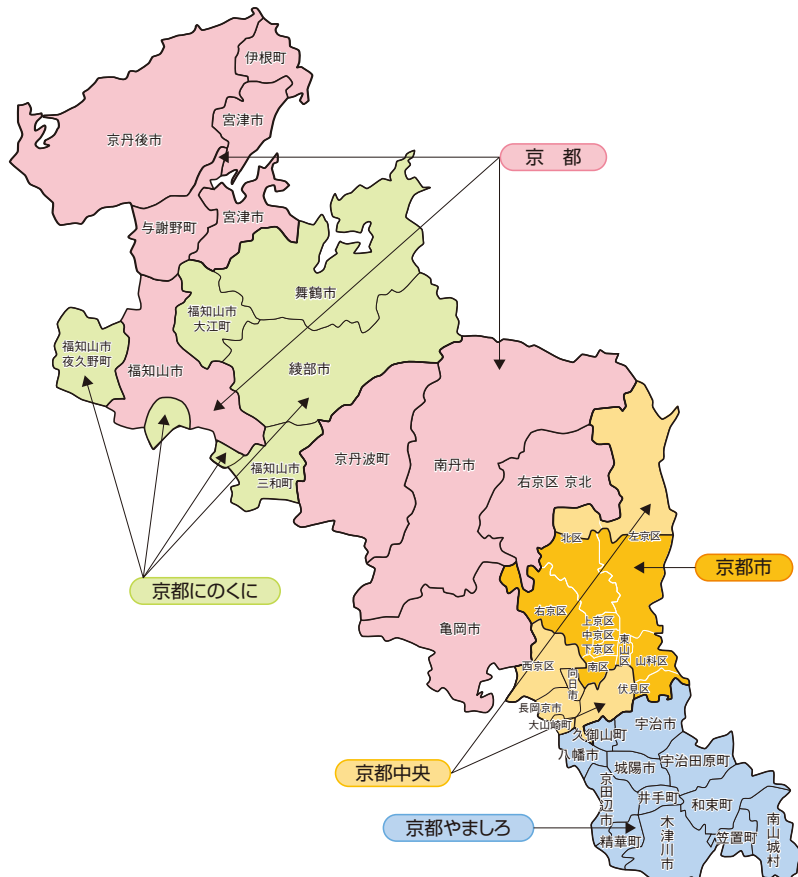 伊根町
京丹後市
宮津市
京 都
与謝野町
宮津市
舞鶴市
福知山市
大江町
福知山市
夜久野町
福知山市
綾部市
京丹波町
南丹市
福知山市
三和町
右京区 京北
北区
左京区
京都市
京都にのくに
右京区
上京区
中京区
下京区
東山区
亀岡市
西京区
南区
山科区
向日市
伏見区
長岡京市
大山崎町
久御山町
宇治市
八幡市
京都中央
城陽市
宇治田原町
京田辺市
井手町
和束町
京都やましろ
精華町
木津川市
笠置町
南山城村